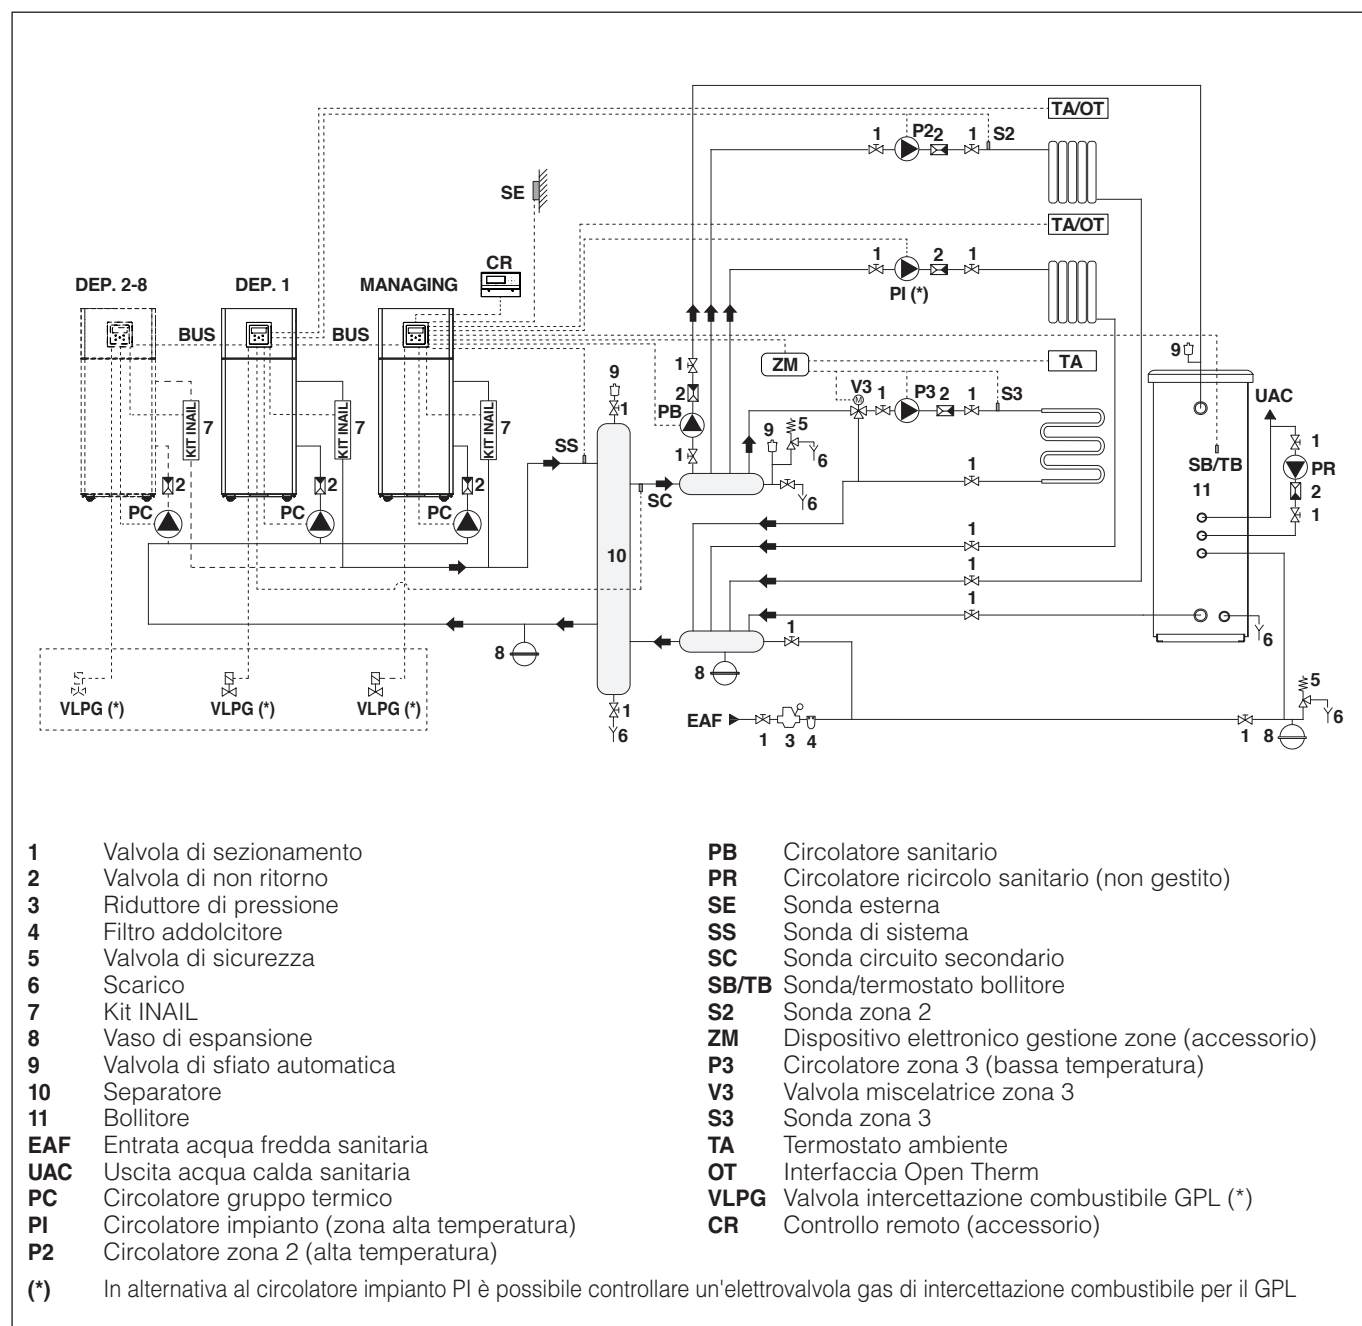 TA/OT
1 P2 2 1 S2
SE
TA/OT
CR
1 2 1
DEP. 2-8 DEP. 1 MANAGING
PI (*)
BUS BUS
1
ZM TA
9
9
V3 1 P3 2 1 S3
2
UAC
1
PB
KIT INAIL 7 KIT INAIL 7 KIT INAIL 7
SS
9 5
1
6
1
SB/TB PR
1
2 2 2
SC
6
11 2
PC PC PC
1
1
10
1
1
1
8
8
6
VLPG (*) VLPG (*) VLPG (*)
1
6
EAF 1 3 4
1 8
5
6
1 Valvola di sezionamento
2 Valvola di non ritorno
3 Riduttore di pressione
4 Filtro addolcitore
5 Valvola di sicurezza
6 Scarico
7 Kit INAIL
8 Vaso di espansione
9 Valvola di sfiato automatica
10 Separatore
11 Bollitore
EAF Entrata acqua fredda sanitaria
UAC Uscita acqua calda sanitaria
PC Circolatore gruppo termico
PI Circolatore impianto (zona alta temperatura)
P2 Circolatore zona 2 (alta temperatura)
PB Circolatore sanitario
PR Circolatore ricircolo sanitario (non gestito)
SE Sonda esterna
SS Sonda di sistema
SC Sonda circuito secondario
SB/TB Sonda/termostato bollitore
S2 Sonda zona 2
ZM Dispositivo elettronico gestione zone (accessorio)
P3 Circolatore zona 3 (bassa temperatura)
V3 Valvola miscelatrice zona 3
S3 Sonda zona 3
TA Termostato ambiente
OT Interfaccia Open Therm
VLPG Valvola intercettazione combustibile GPL (*)
CR Controllo remoto (accessorio)
(*) In alternativa al circolatore impianto PI è possibile controllare un'elettrovalvola gas di intercettazione combustibile per il GPL